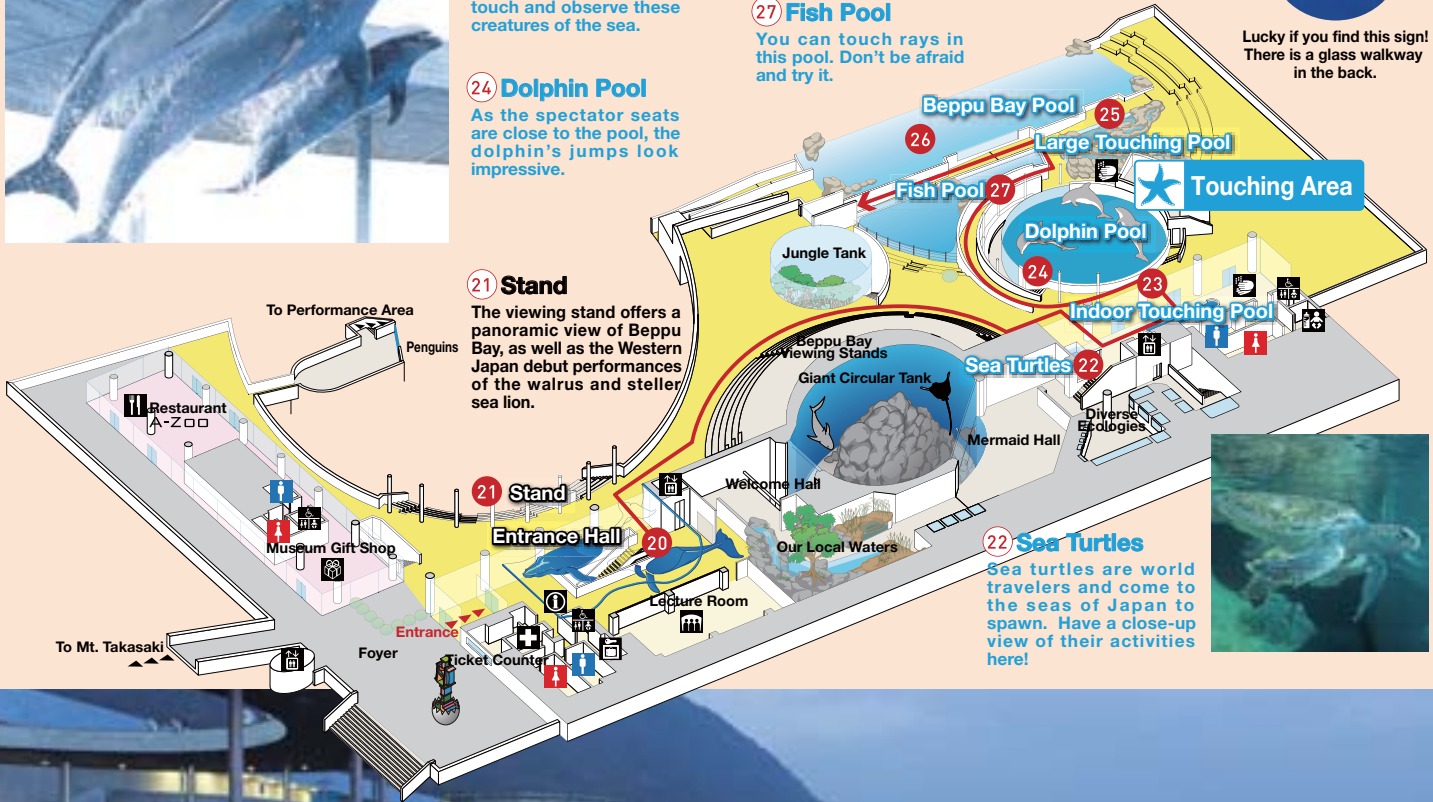 touch and observe these
creatures of the sea.
24 Dolphin Pool
As the spectator seats
are close to the pool, the
dolphin's jumps look
impressive.
27 Fish Pool
You can touch rays in
this pool. Don't be afraid
and try it.
Lucky if you find this sign!
There is a glass walkway
in the back.
21 Stand
The viewing stand offers a
panoramic view of Beppu
Bay, as well as the Western
Japan debut performances
of the walrus and steller
sea lion.
Beppu Bay Pool
26
25
Large Touching Pool
Touching Area
Fish Pool 27
Dolphin Pool
24
23
Jungle Tank
Indoor Touching Pool
To Performance Area
Penguins
Beppu Bay
Viewing Stands
Giant Circular Tank
Sea Turtles 22
Restaurant
A-Zoo
Diverse
Ecologies
Mermaid Hall
Welcome Hall
21 Stand
Entrance Hall
20
Museum Gift Shop
Our Local Waters
Lecture Room
22 Sea Turtles
Sea turtles are world
travelers and come to
the seas of Japan to
spawn. Have a close-up
view of their activities
here!
Entrance
To Mt. Takasaki
Foyer
Ticket Counter